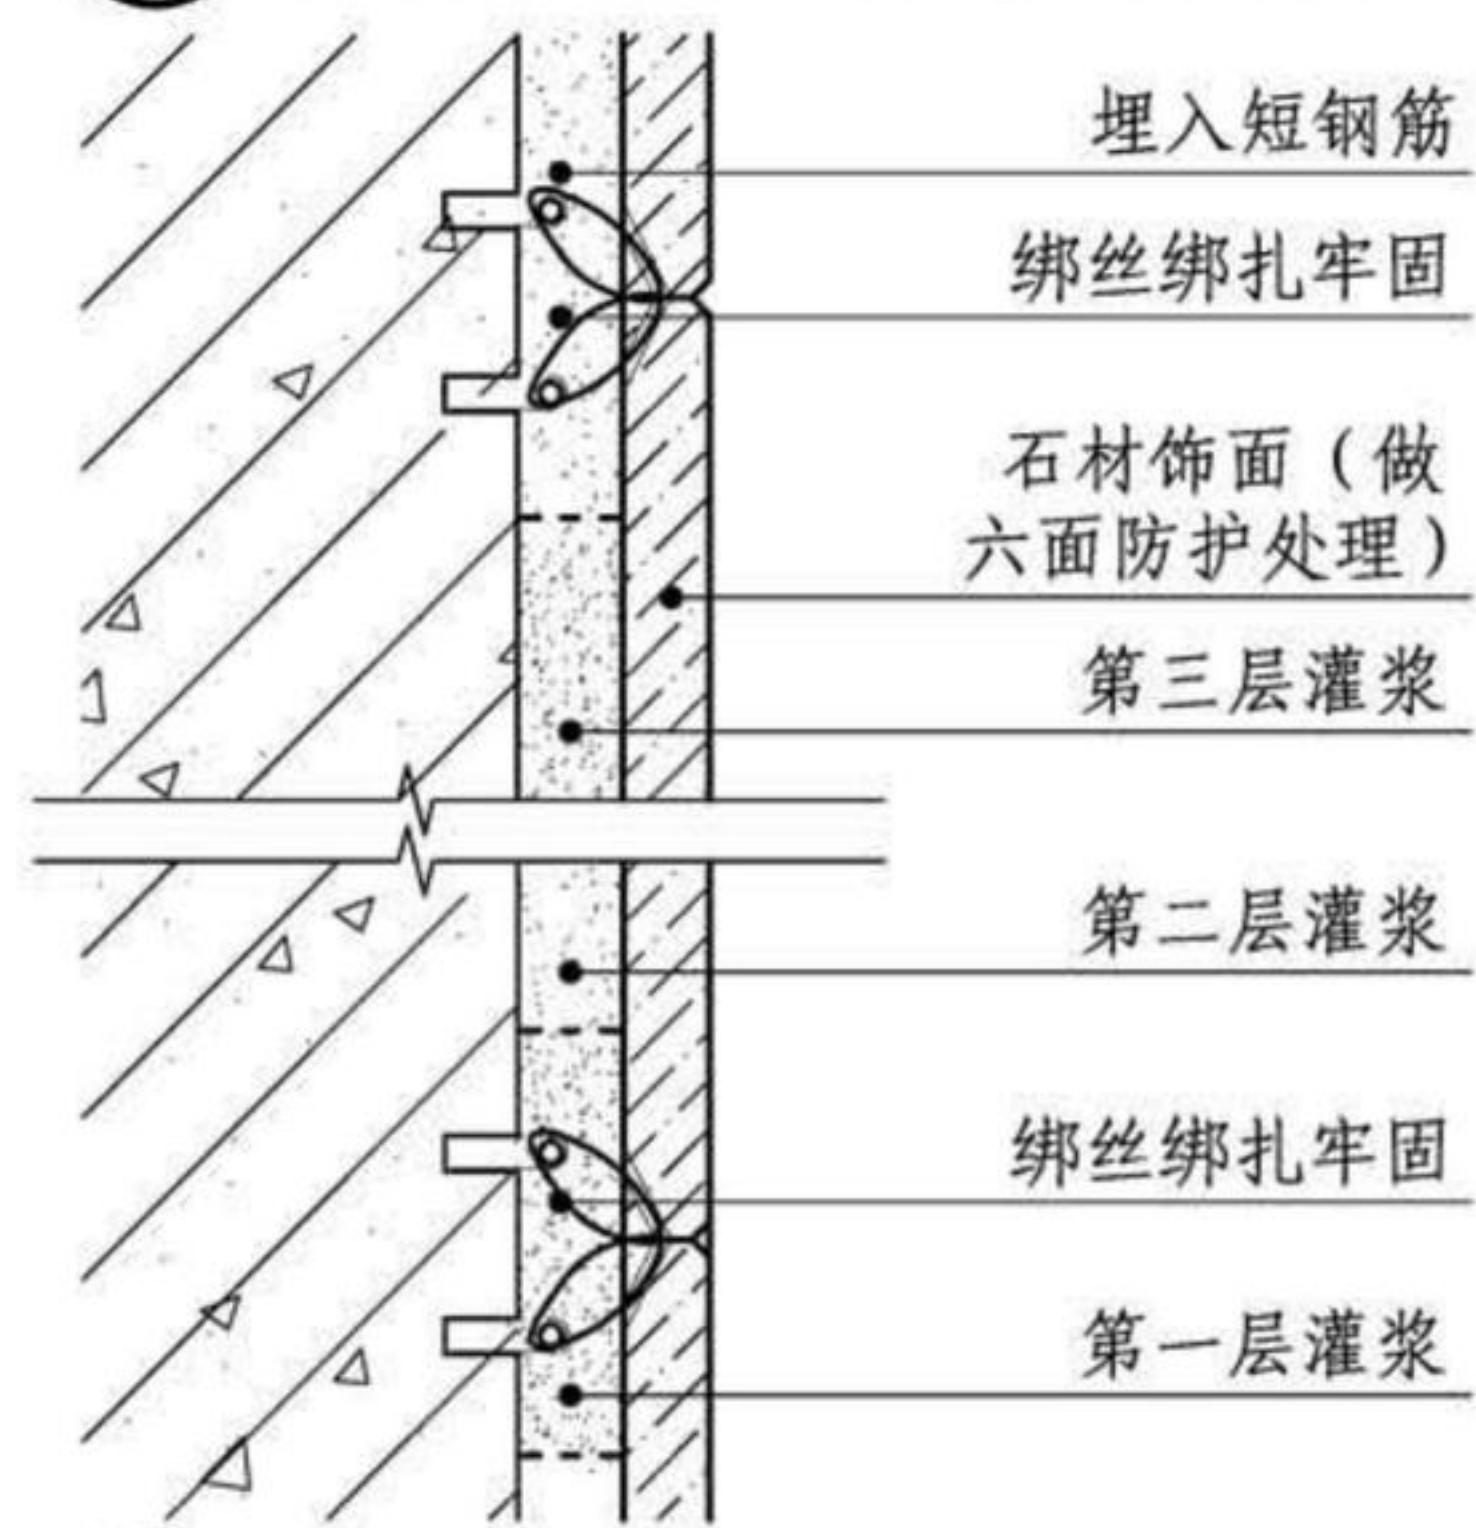 埋入短钢筋
绑丝绑扎牢固
石材饰面（做
六面防护处理）
第三层灌浆
第二层灌浆
绑丝绑扎牢固
第一层灌浆